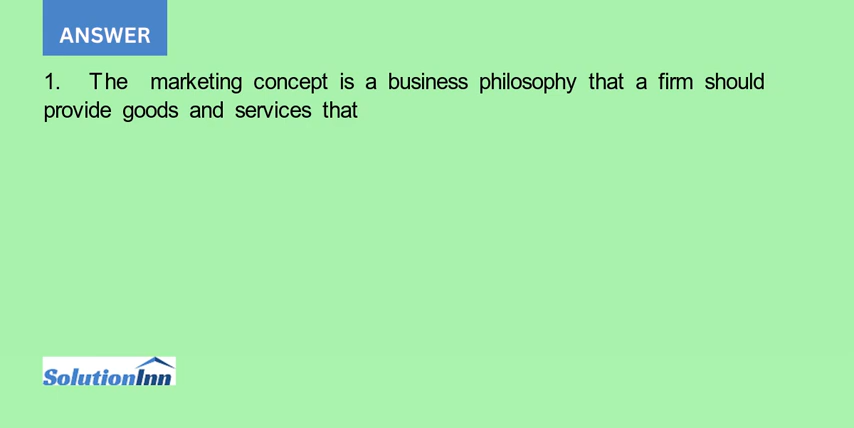 ANSWER
1. The marketing concept is a business philosophy that a firm should
provide goods and services that
SolutionInn